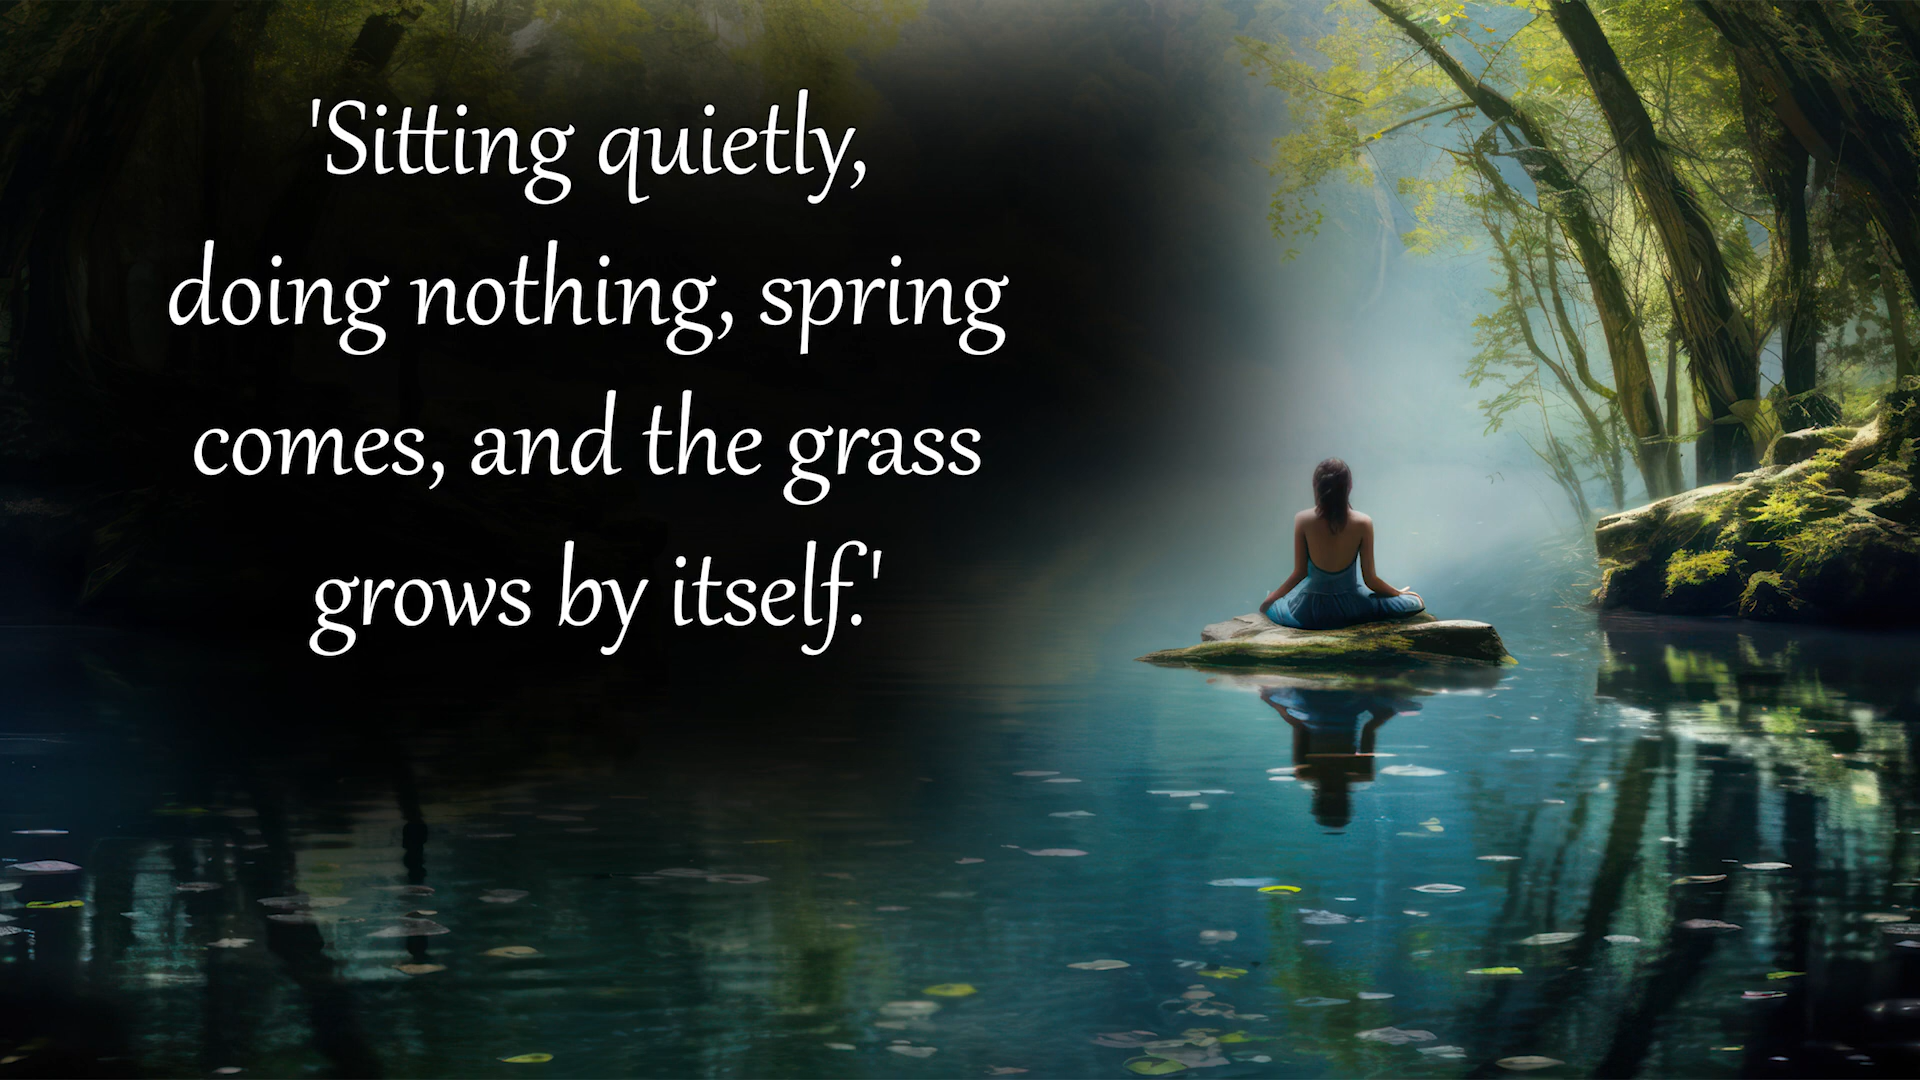 'Sitting quietly,
doing nothing, spring
comes, and the grass
grows by itself.'